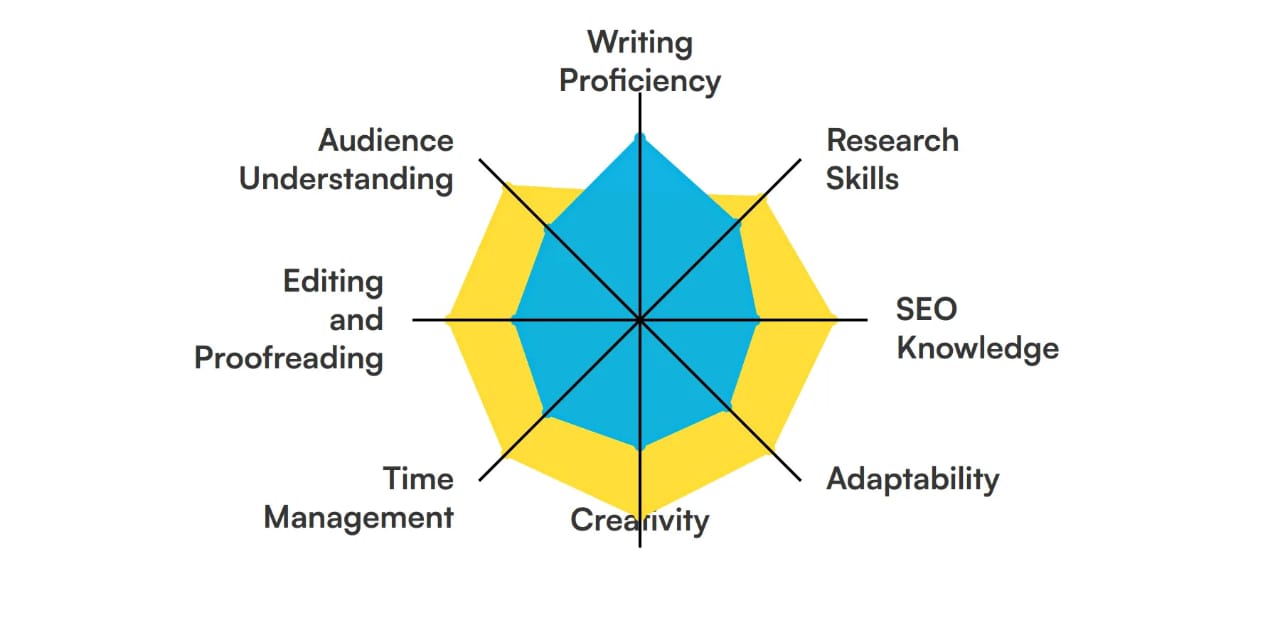 Writing
Proficiency
Audience
Understanding
Research
Skills
Editing
and
Proofreading
SEO
Knowledge
Time
Management
Creativity
Adaptability